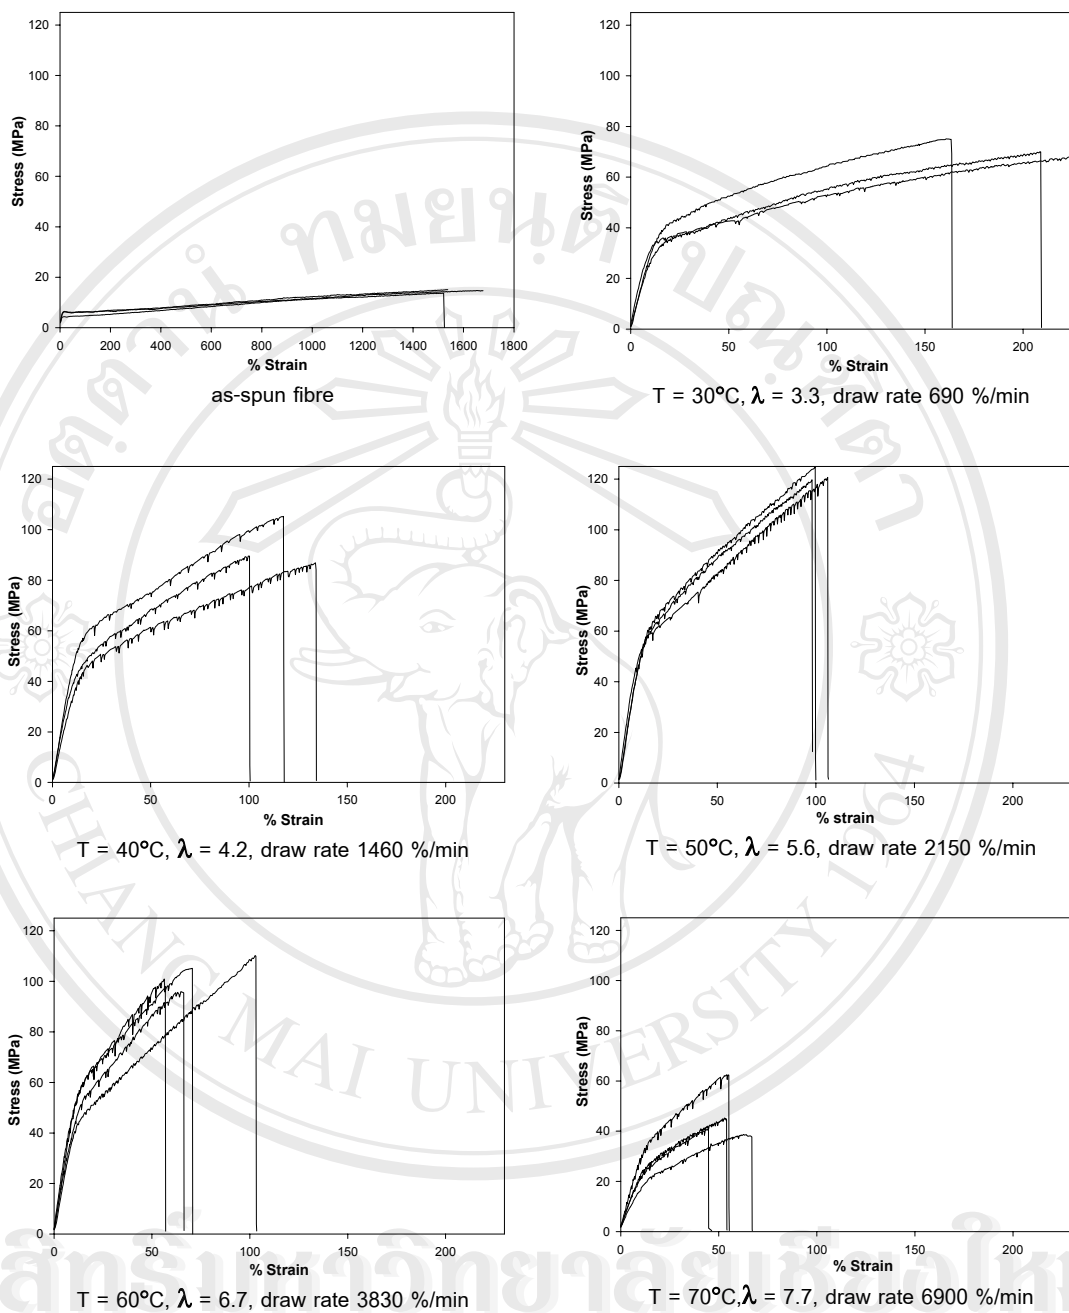 120
100
80
60
40
20
0
Stress (MPa)
0 200 400 600 800 1000 1200 1400 1600 1800
% Strain
as-spun fibre
120
100
80
60
40
20
0
Stress (MPa)
0 50 100 150 200
% Strain
T = 30°C, λ = 3.3, draw rate 690 %/min
120
100
80
60
40
20
0
Stress (MPa)
0 50 100 150 200
% Strain
T = 40°C, λ = 4.2, draw rate 1460 %/min
120
100
80
60
40
20
0
Stress (MPa)
0 50 100 150 200
% strain
T = 50°C, λ = 5.6, draw rate 2150 %/min
120
100
80
60
40
20
0
Stress (MPa)
0 50 100 150 200
% Strain
T = 60°C, λ = 6.7, draw rate 3830 %/min
120
100
80
60
40
20
0
Stress (MPa)
0 50 100 150 200
% Strain
T = 70°C, λ = 7.7, draw rate 6900 %/min
CHIANG MAI UNIVERSITY 1964